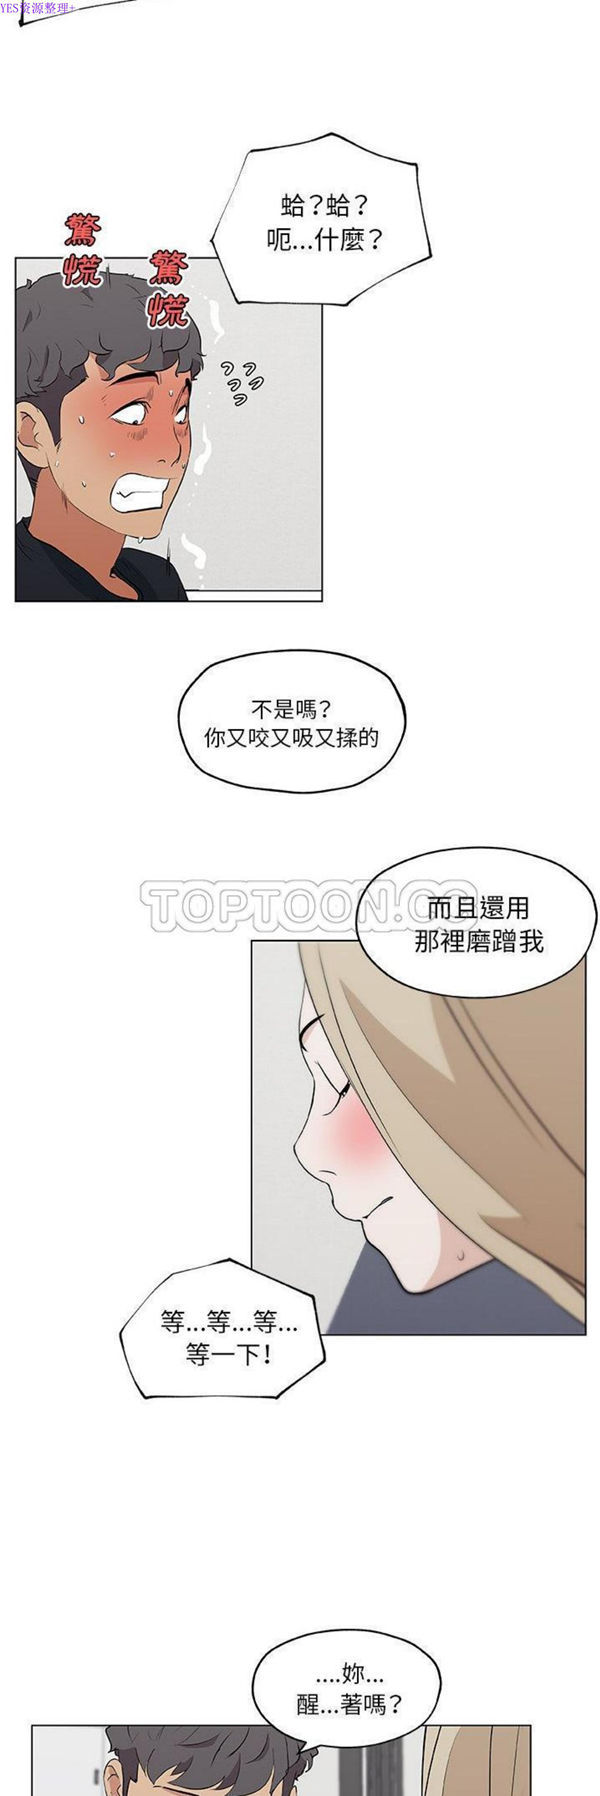 YES资源整理+
蛤？蛤？
呃...什麼？
驚慌
驚慌
不是嗎？
你又咬又吸又揉的
TOPTOON.CC
而且還用
那裡磨蹭我
等...等...等...
等一下！
....妳...
醒...著嗎？